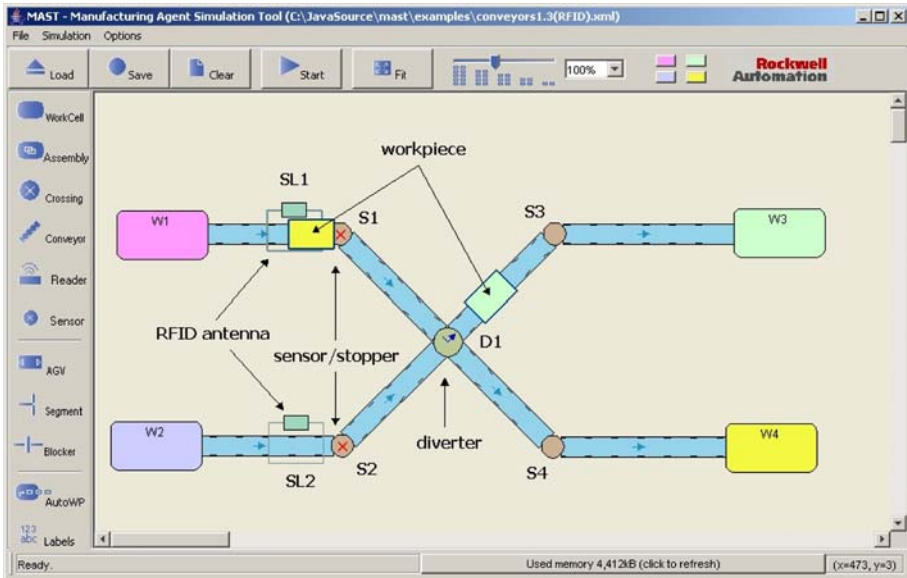 MAST - Manufacturing Agent Simulation Tool (C:\JavaSource\mast\examples\conveyors1.3(RFID).xml)
File Simulation Options
Load Save Clear Start Fit 100% Rockwell Automation
WorkCell
Assembly
Crossing
Conveyor
Reader
Sensor
AGV
Segment
Blocker
AutoWP
123
abc Labels
workpiece
SL1
S1
S3
W1
W3
RFID antenna
sensor/stopper
D1
diverter
W2
W4
SL2
S2
S4
Ready.
Used memory 4,412kB (click to refresh)
(x=473, y=3)